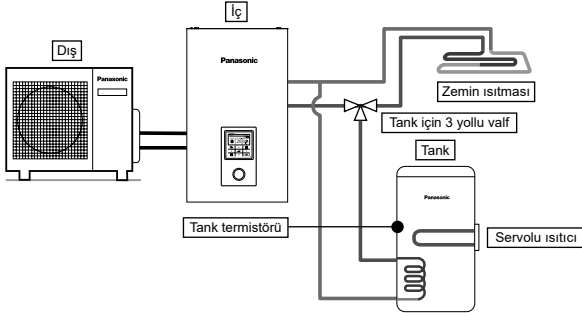 İç
Dış
Panasonic
Panasonic
Zemin ısıtması
Tank için 3 yollu valf
Tank
Panasonic
Tank termistörü
Servolu ısıtıcı